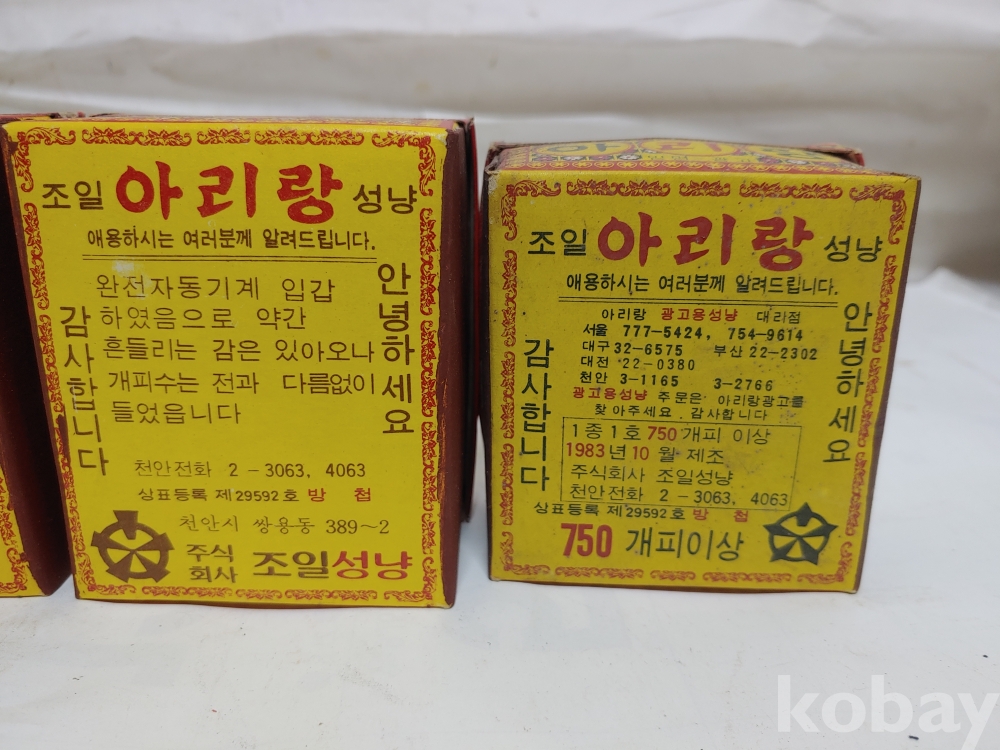 조일 아리랑 성냥
애용하시는 여러분께 알려드립니다.
안녕하세요
완전자동기계 입갑
하였음으로 약간
흔들리는 감은 있아오나
개피수는 전과 다름없이
들었읍니다
감사합니다
천안전화 2-3063, 4063
상표등록 제29592호 방첩
천안시 쌍용동 389~2
주식회사 조일성냥
아리랑
조일 아리랑 성냥
애용하시는 여러분께 알려드립니다.
안녕하세요
아리랑 광고용성냥 대라점
서울 777-5424, 754-9614
대구 32-6575 부산 22-2302
대전 22-0380
천안 3-1165 3-2766
광고용성냥 주문은 아리랑광고를
찾아주세요. 감사합니다
감사합니다
1종1호 750개피 이상
1983년 10월 제조
주식회사 조일성냥
천안전화 2-3063, 4063
상표등록 제29592호 방첩
750 개피이상
kobay